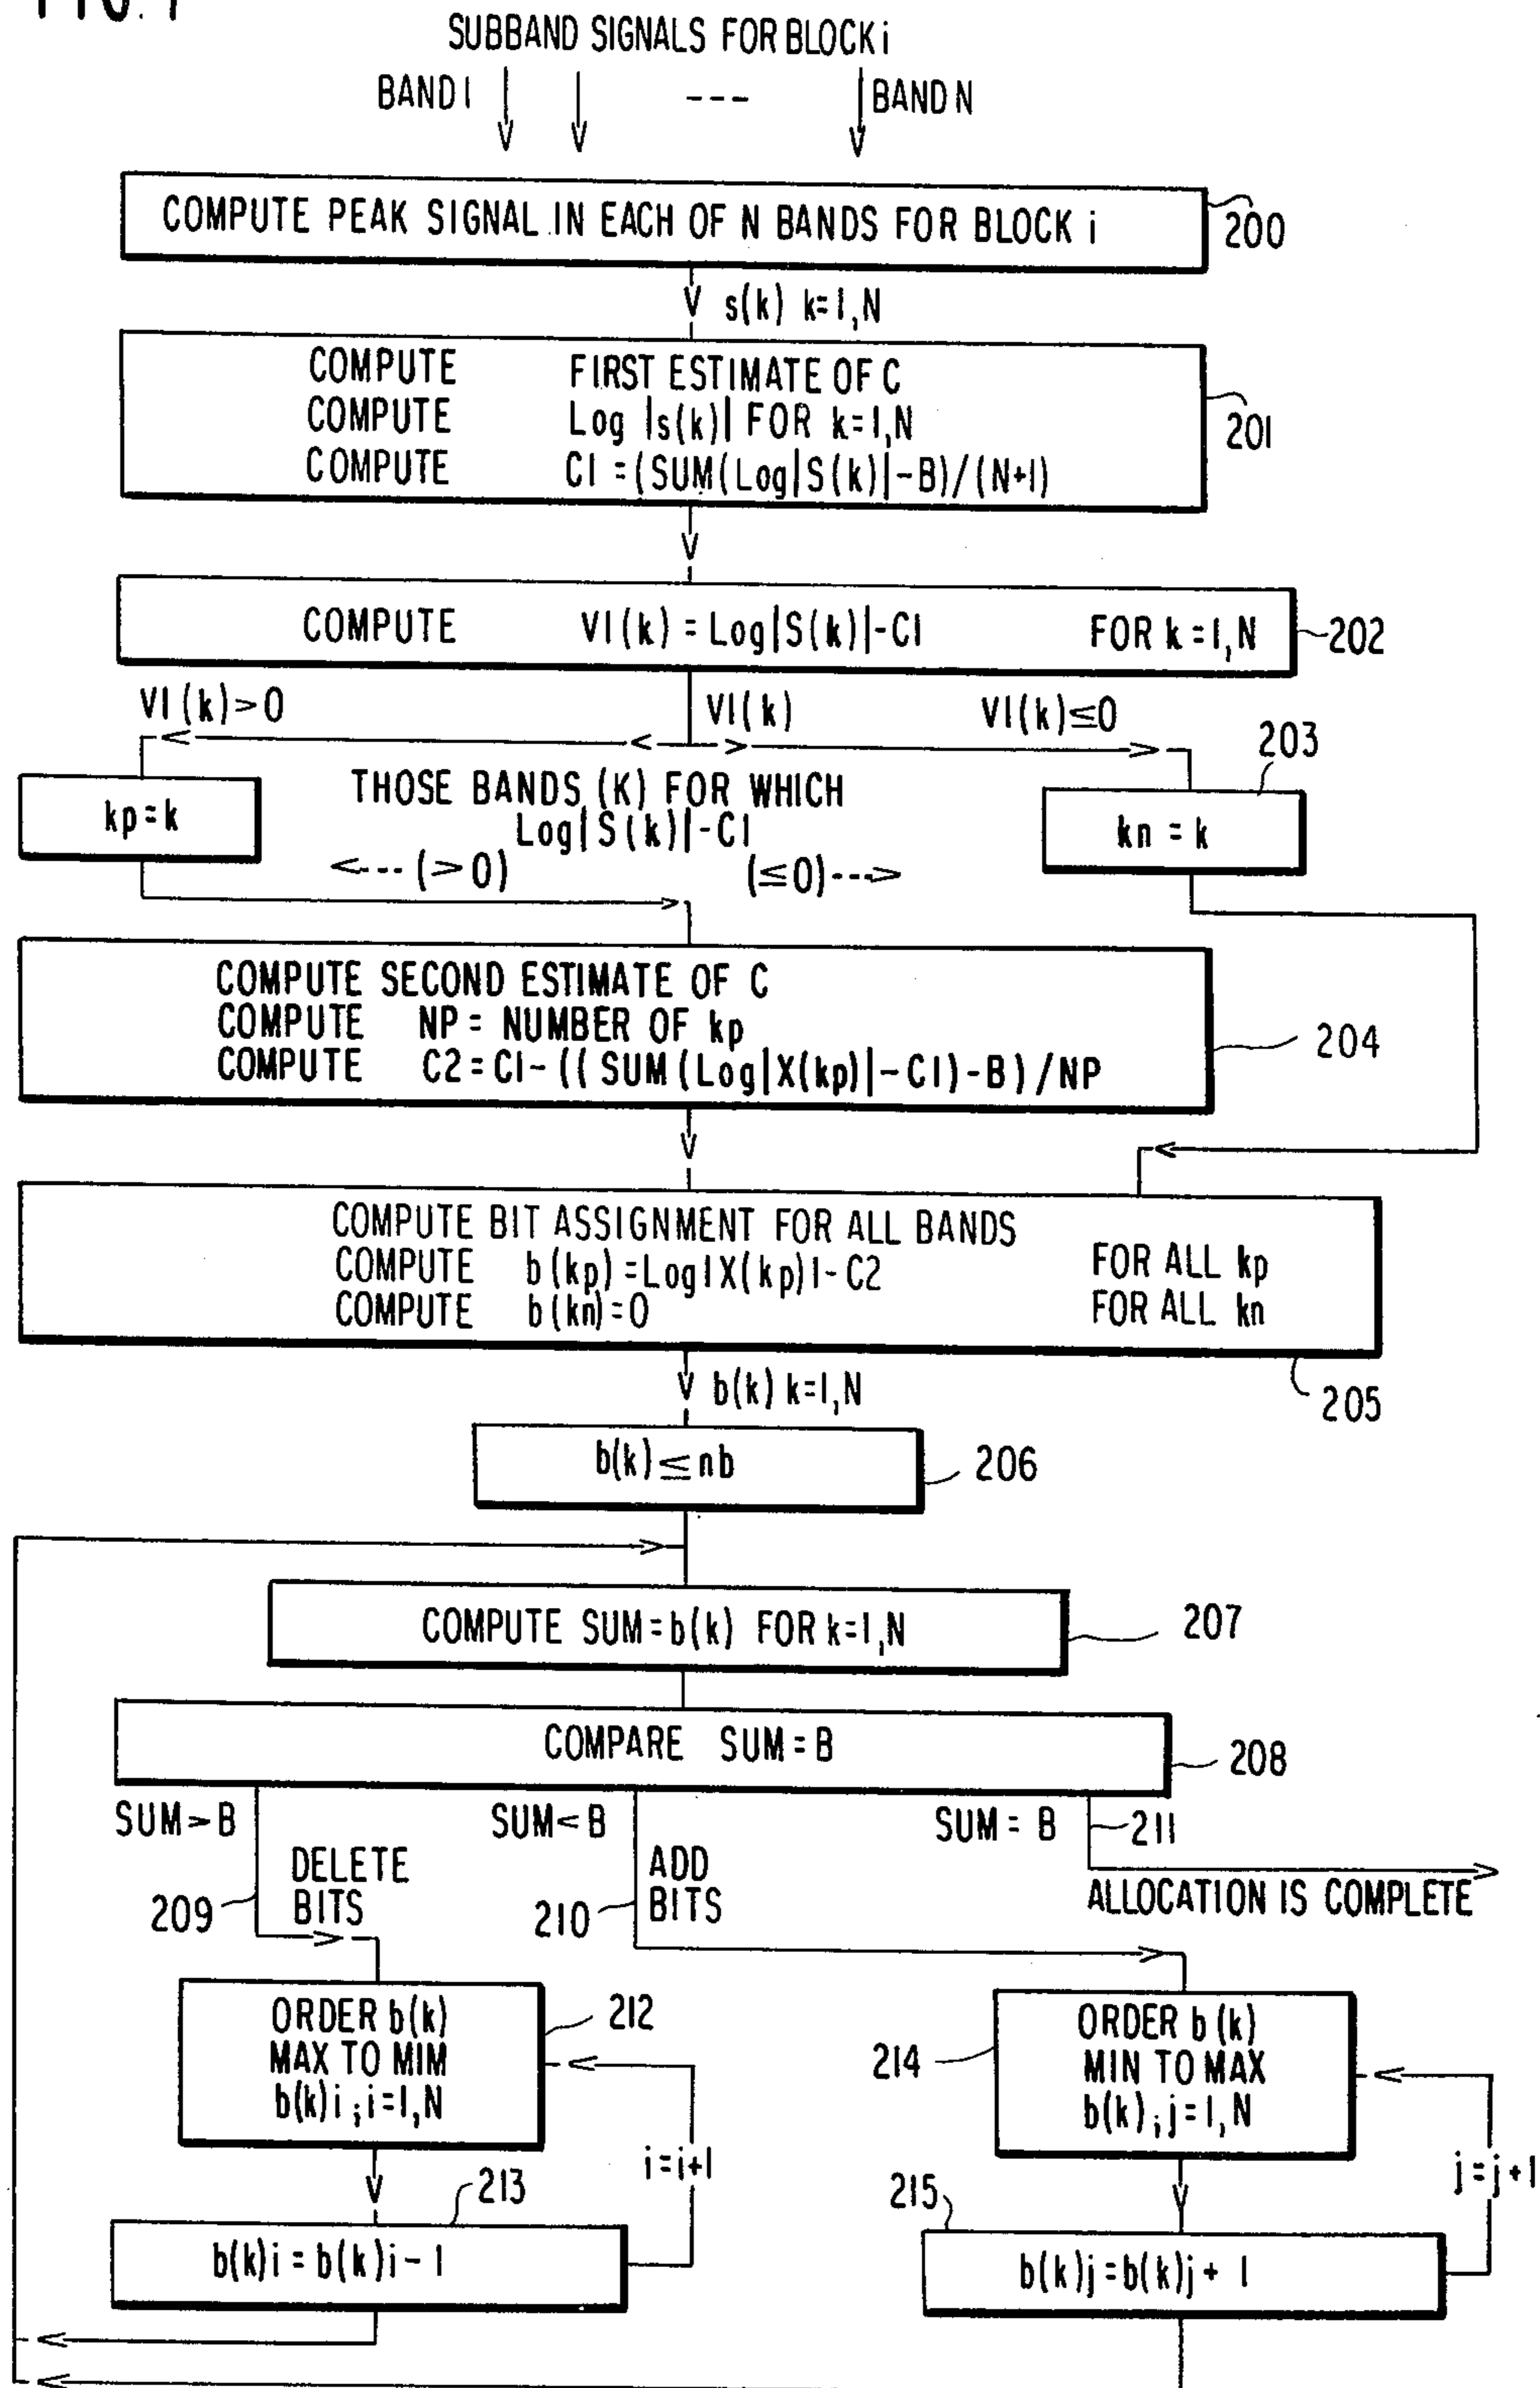 SUBBAND SIGNALS FOR BLOCK i
BAND 1 --- BAND N
COMPUTE PEAK SIGNAL IN EACH OF N BANDS FOR BLOCK i
200
s(k) k=1,N
COMPUTE FIRST ESTIMATE OF C
COMPUTE Log |s(k)| FOR k=1,N
COMPUTE C1 =(SUM(Log|S(k)|-B)/(N+1)
201
COMPUTE V1(k) = Log|S(k)|-C1 FOR k=1,N
202
V1(k)>0 V1(k) V1(k)≤0
203
kp=k
THOSE BANDS (K) FOR WHICH
Log|S(k)|-C1
<--- (>0) (≤0)--->
kn = k
COMPUTE SECOND ESTIMATE OF C
COMPUTE NP= NUMBER OF kp
COMPUTE C2=C1-((SUM(Log|X(kp)|-C1)-B)/NP
204
COMPUTE BIT ASSIGNMENT FOR ALL BANDS
COMPUTE b(kp)=Log|X(kp)|-C2 FOR ALL kp
COMPUTE b(kn)=0 FOR ALL kn
205
b(k) k=1,N
b(k)≤nb
206
COMPUTE SUM=b(k) FOR k=1,N
207
COMPARE SUM=B
208
SUM>B SUM<B SUM= B
211
DELETE
BITS
209
ADD
BITS
210
ALLOCATION IS COMPLETE
ORDER b(k)
MAX TO MIM
b(k)i;i=1,N
212
ORDER b(k)
MIN TO MAX
b(k);j=1,N
214
i=i+1
j=j+1
213
b(k)i=b(k)i-1
215
b(k)j=b(k)j+ 1